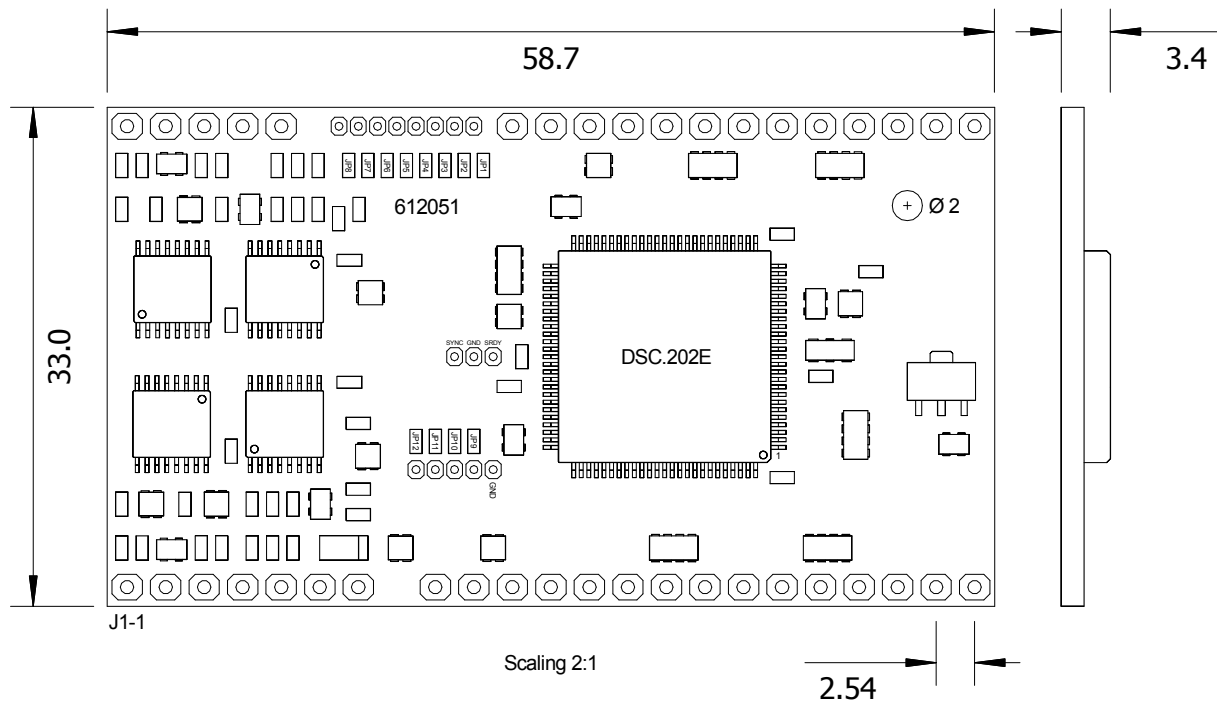 58.7
3.4
JP8 JP7 JP6 JP5 JP4 JP3 JP2 JP1
612051
Ø 2
33.0
SYNC GND SRDY
DSC.202E
JP12 JP11 JP10 JP9
1
GND
J1-1
Scaling 2:1
2.54